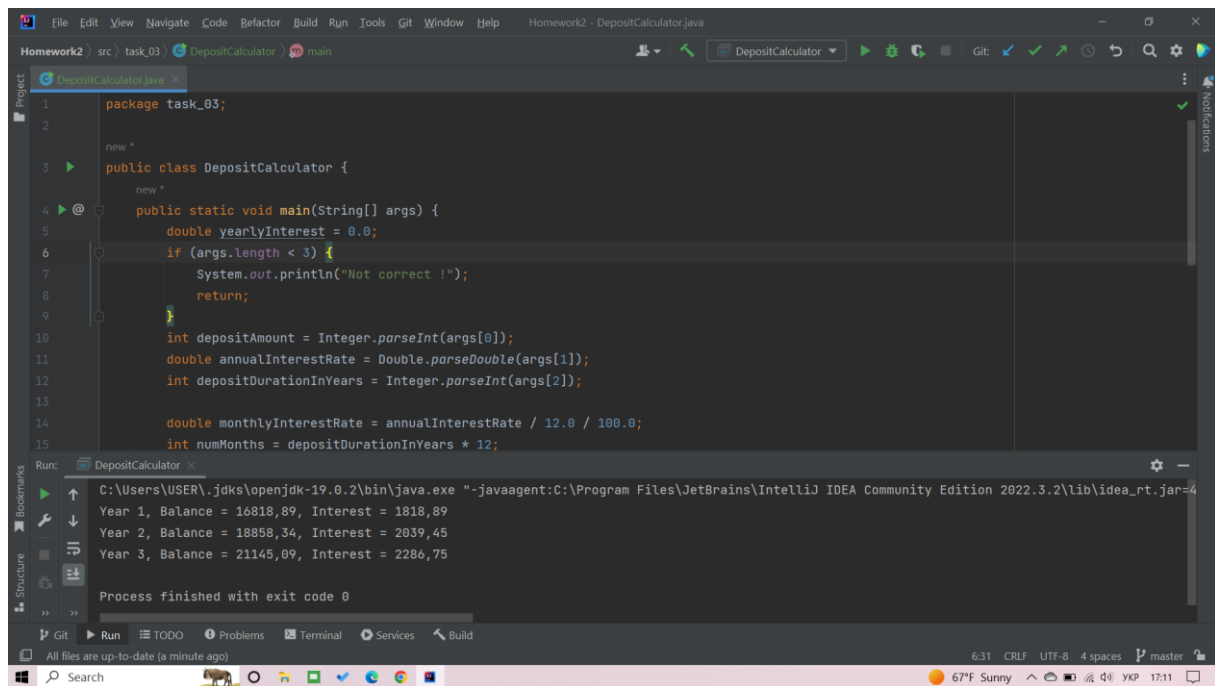 File Edit View Navigate Code Refactor Build Run Tools Git Window Help Homework2 - DepositCalculator.java
Homework2 src task_03 DepositCalculator main DepositCalculator Git:
DepositCalculator.java
Project
Notifications
1 package task_03;
2
new *
3 public class DepositCalculator {
new *
4 @ public static void main(String[] args) {
5 double yearlyInterest = 0.0;
6 if (args.length < 3) {
7 System.out.println("Not correct !");
8 return;
9 }
10 int depositAmount = Integer.parseInt(args[0]);
11 double annualInterestRate = Double.parseDouble(args[1]);
12 int depositDurationInYears = Integer.parseInt(args[2]);
13
14 double monthlyInterestRate = annualInterestRate / 12.0 / 100.0;
15 int numMonths = depositDurationInYears * 12;
Run: DepositCalculator
Bookmarks
Structure
C:\Users\USER\.jdks\openjdk-19.0.2\bin\java.exe "-javaagent:C:\Program Files\JetBrains\IntelliJ IDEA Community Edition 2022.3.2\lib\idea_rt.jar=4
Year 1, Balance = 16818,89, Interest = 1818,89
Year 2, Balance = 18858,34, Interest = 2039,45
Year 3, Balance = 21145,09, Interest = 2286,75
Process finished with exit code 0
Git Run TODO Problems Terminal Services Build
All files are up-to-date (a minute ago) 6:31 CRLF UTF-8 4 spaces master
Search 67°F Sunny УКР 17:11